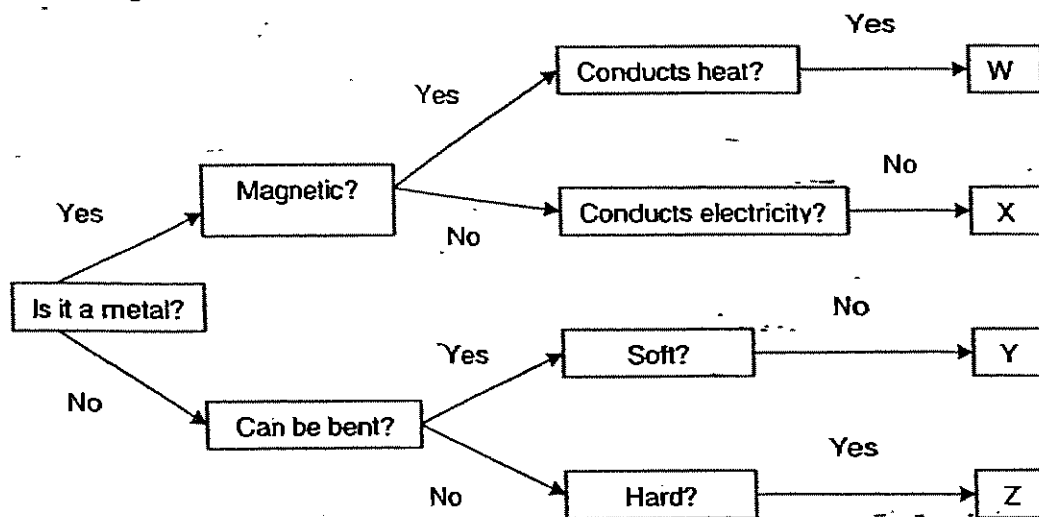 Yes
Conducts heat?
W
Yes
Magnetic?
No
Yes
Conducts electricity?
X
No
Is it a metal?
No
Yes
Soft?
Y
No
Can be bent?
Yes
No
Hard?
Z